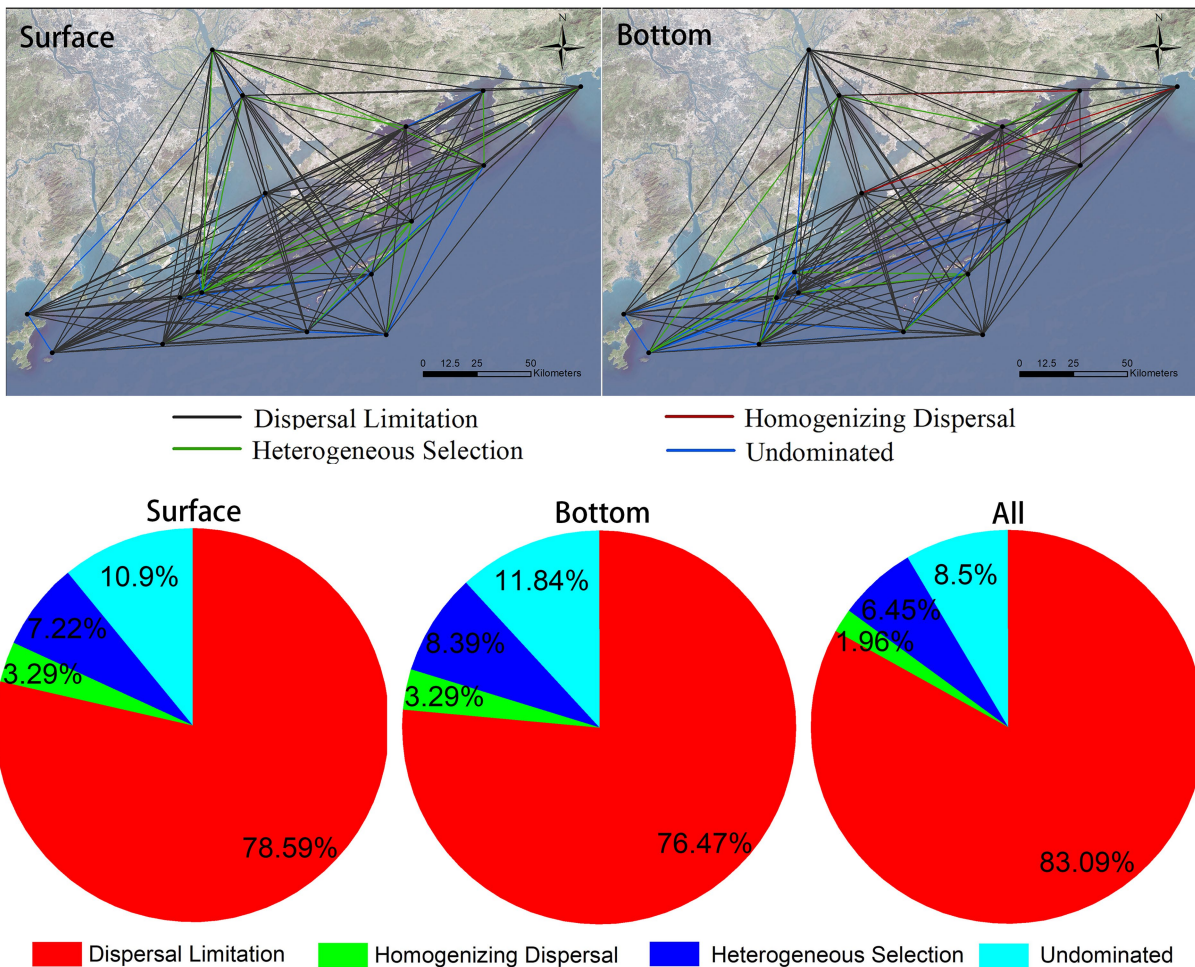 Surface
N
0 12.5 25 50
Kilometers
Bottom
N
0 12.5 25 50
Kilometers
Dispersal Limitation
Homogenizing Dispersal
Heterogeneous Selection
Undominated
Surface
Bottom
All
10.9%
7.22%
3.29%
78.59%
11.84%
8.39%
3.29%
76.47%
8.5%
6.45%
1.96%
83.09%
Dispersal Limitation
Homogenizing Dispersal
Heterogeneous Selection
Undominated